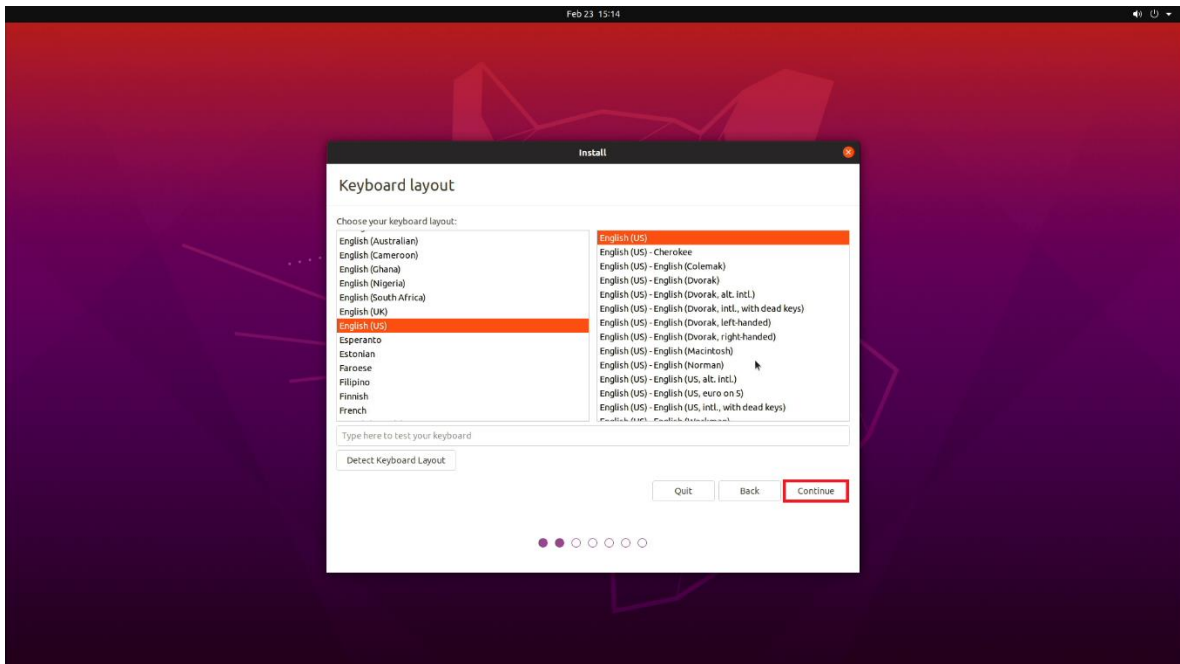 Feb 23 15:14
Install
Keyboard layout
Choose your keyboard layout:
English (Australian)
English (Cameroon)
English (Ghana)
English (Nigeria)
English (South Africa)
English (UK)
English (US)
Esperanto
Estonian
Faroese
Filipino
Finnish
French
English (US)
English (US) - Cherokee
English (US) - English (Colemak)
English (US) - English (Dvorak)
English (US) - English (Dvorak, alt. intl.)
English (US) - English (Dvorak, intl., with dead keys)
English (US) - English (Dvorak, left-handed)
English (US) - English (Dvorak, right-handed)
English (US) - English (Macintosh)
English (US) - English (Norman)
English (US) - English (US, alt. intl.)
English (US) - English (US, euro on 5)
English (US) - English (US, intl., with dead keys)
English (US) - English (Workman)
Type here to test your keyboard
Detect Keyboard Layout
Quit
Back
Continue